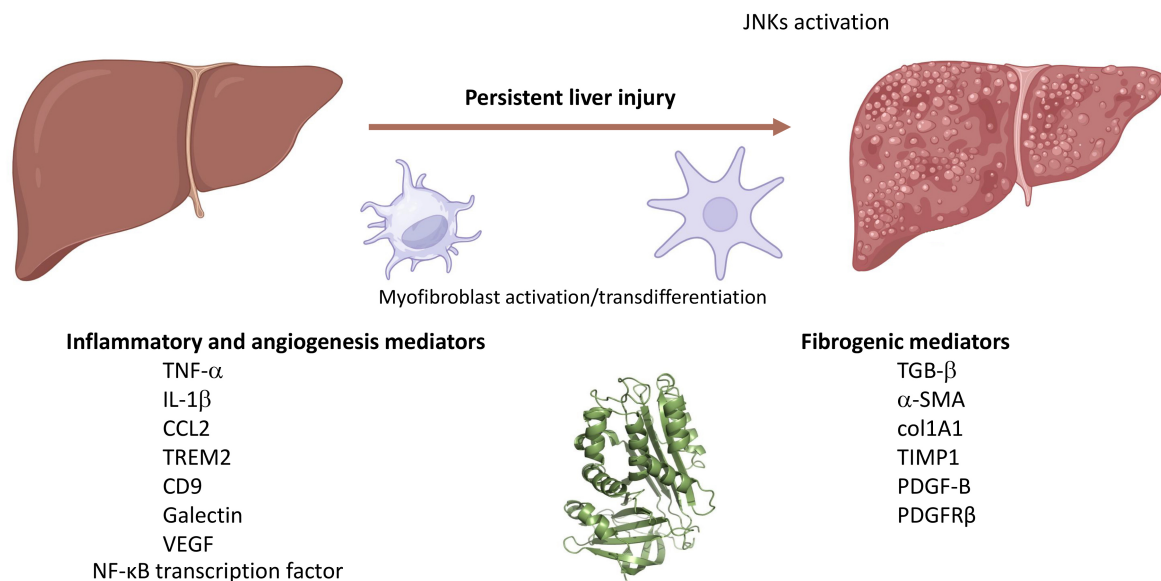 JNKs activation
Persistent liver injury
Myofibroblast activation/transdifferentiation
Inflammatory and angiogenesis mediators
TNF-α
IL-1β
CCL2
TREM2
CD9
Galectin
VEGF
NF-κB transcription factor
Fibrogenic mediators
TGB-β
α-SMA
col1A1
TIMP1
PDGF-B
PDGFRβ